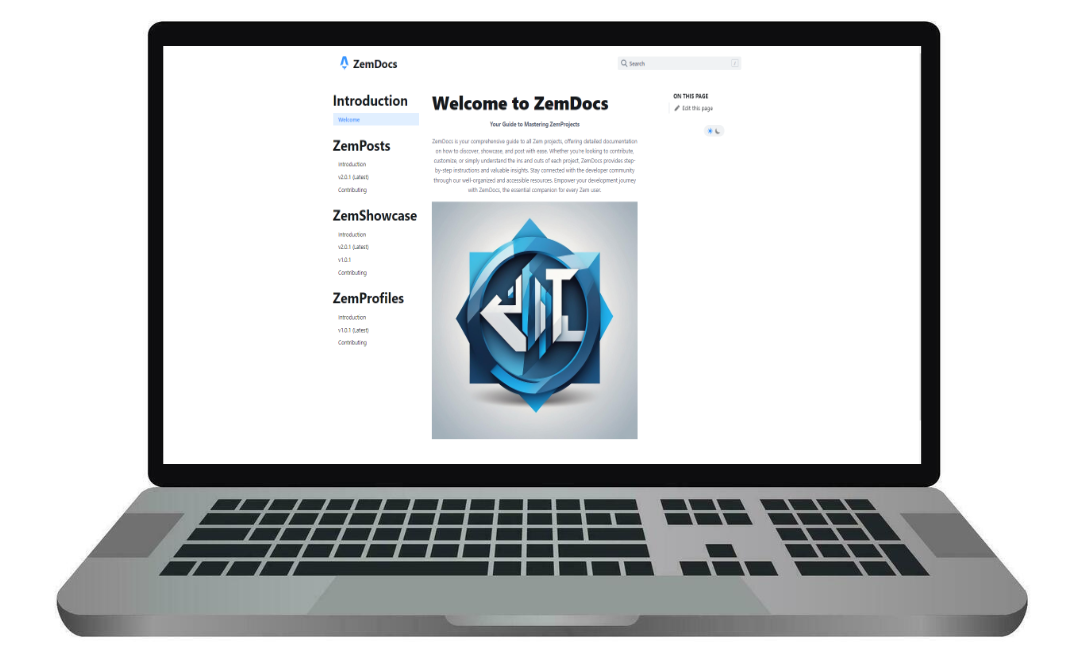 ZemDocs
Search
/
Introduction
Welcome
ZemPosts
Introduction
v2.0.1 (Latest)
Contributing
ZemShowcase
Introduction
v2.0.1 (Latest)
v1.0.1
Contributing
ZemProfiles
Introduction
v1.0.1 (Latest)
Contributing
Welcome to ZemDocs
Your Guide to Mastering ZemProjects
ZemDocs is your comprehensive guide to all Zem projects, offering detailed documentation
on how to discover, showcase, and post with ease. Whether you're looking to contribute,
customise, or simply understand the ins and outs of each project. ZemDocs provides step-
by-step instructions and valuable insights. Stay connected with the developer community
through our well-organized and accessible resources. Empower your development journey
with ZemDocs, the essential companion for every Zem user.
ON THIS PAGE
Edit this page